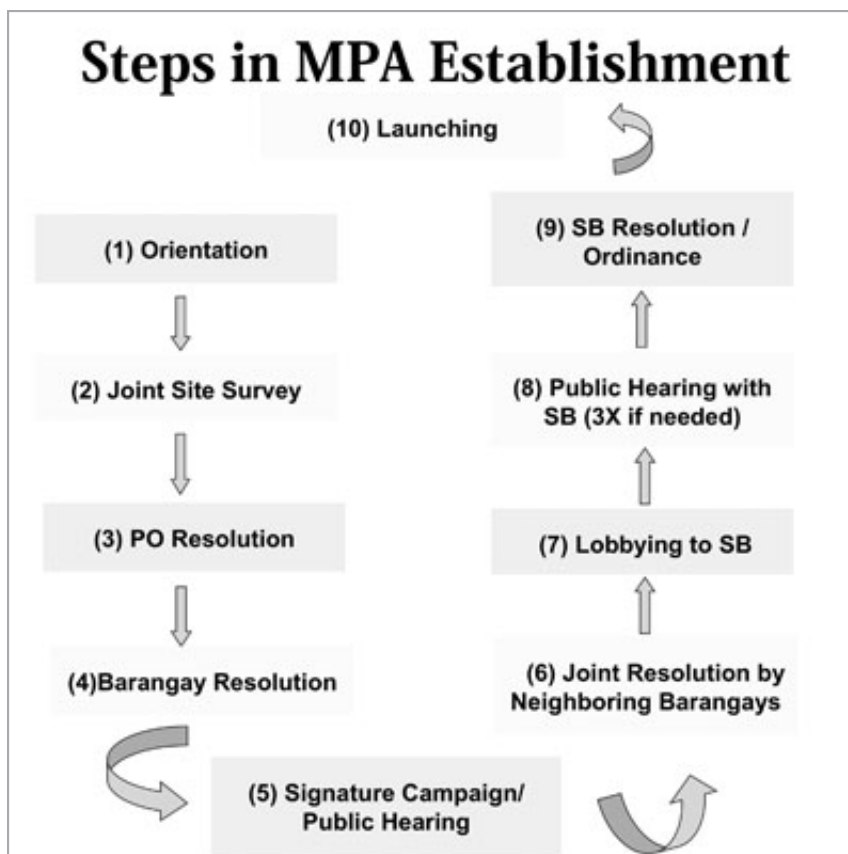 Steps in MPA Establishment
(1) Orientation
(2) Joint Site Survey
(3) PO Resolution
(4)Barangay Resolution
(5) Signature Campaign/
Public Hearing
(6) Joint Resolution by
Neighboring Barangays
(7) Lobbying to SB
(8) Public Hearing with
SB (3X if needed)
(9) SB Resolution /
Ordinance
(10) Launching